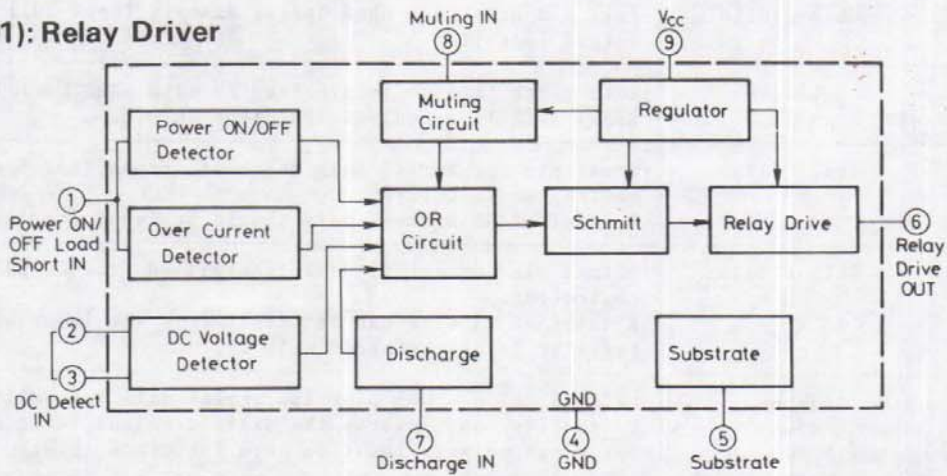 1): Relay Driver
Muting IN
8
VCC
9
Muting
Circuit
Regulator
Power ON/OFF
Detector
1
Power ON/
OFF Load
Short IN
Over Current
Detector
OR
Circuit
Schmitt
Relay Drive
6
Relay
Drive
OUT
2
3
DC Detect
IN
DC Voltage
Detector
Discharge
Substrate
GND
7
Discharge IN
4
GND
5
Substrate